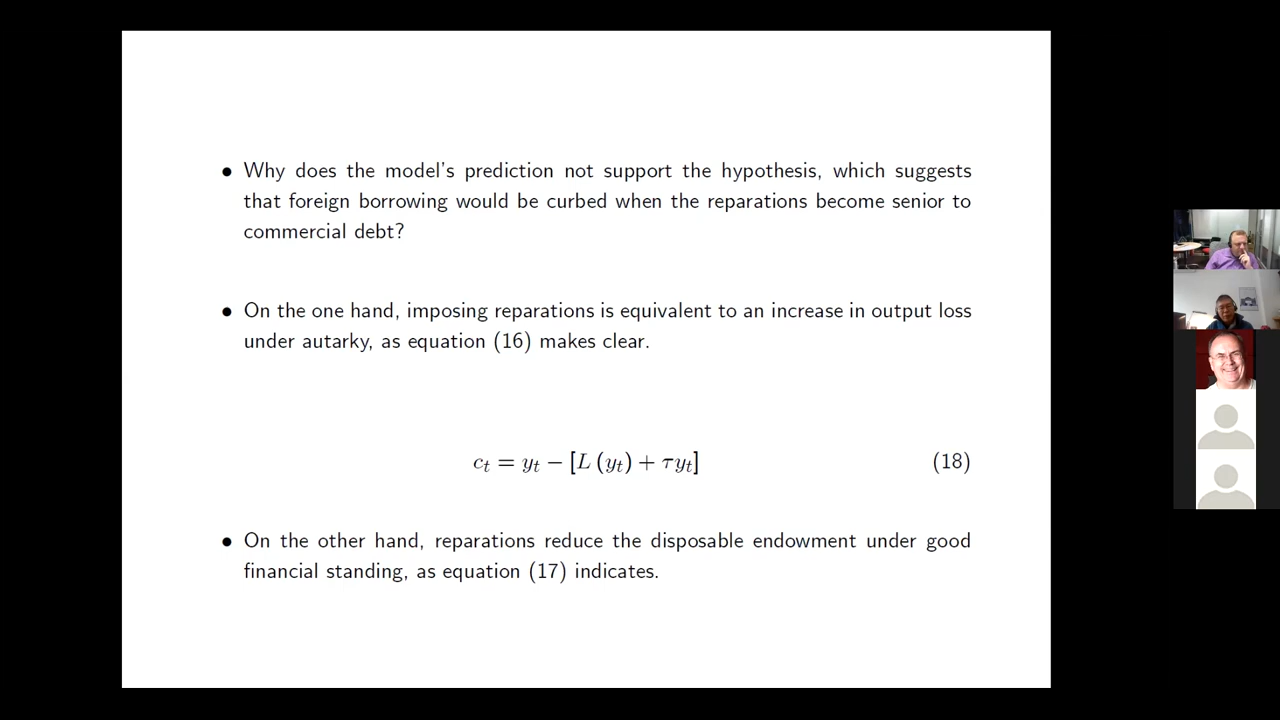 • Why does the model's prediction not support the hypothesis, which suggests
that foreign borrowing would be curbed when the reparations become senior to
commercial debt?
• On the one hand, imposing reparations is equivalent to an increase in output loss
under autarky, as equation (16) makes clear.
c_t = y_t − [L (y_t) + τy_t] (18)
• On the other hand, reparations reduce the disposable endowment under good
financial standing, as equation (17) indicates.